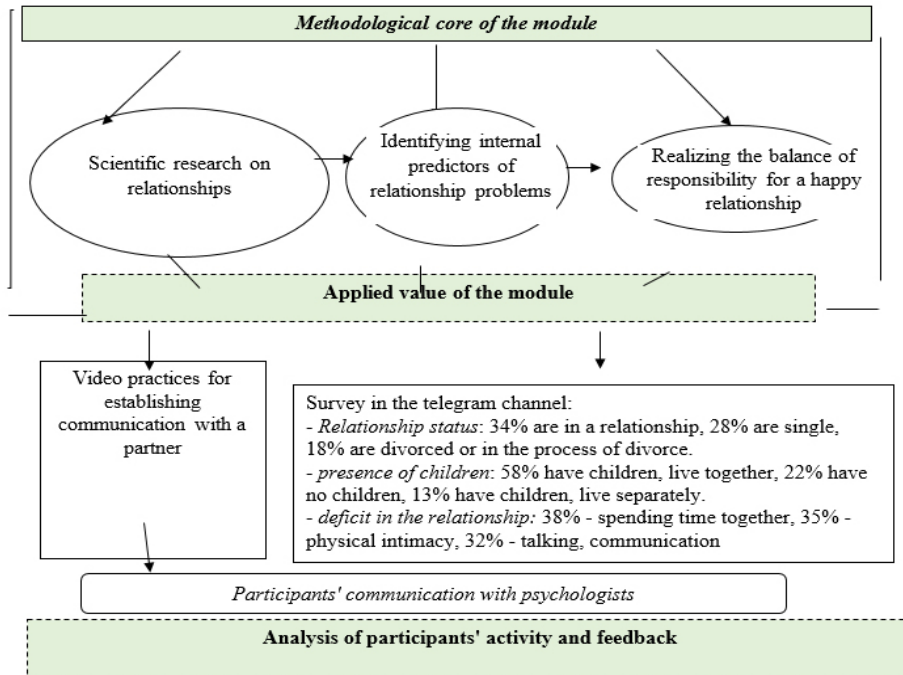 Methodological core of the module
Scientific research on
relationships
Identifying internal
predictors of
relationship problems
Realizing the balance of
responsibility for a happy
relationship
Applied value of the module
Video practices for
establishing
communication with a
partner
Survey in the telegram channel:
- Relationship status: 34% are in a relationship, 28% are single,
18% are divorced or in the process of divorce.
- presence of children: 58% have children, live together, 22% have
no children, 13% have children, live separately.
- deficit in the relationship: 38% - spending time together, 35% -
physical intimacy, 32% - talking, communication
Participants' communication with psychologists
Analysis of participants' activity and feedback